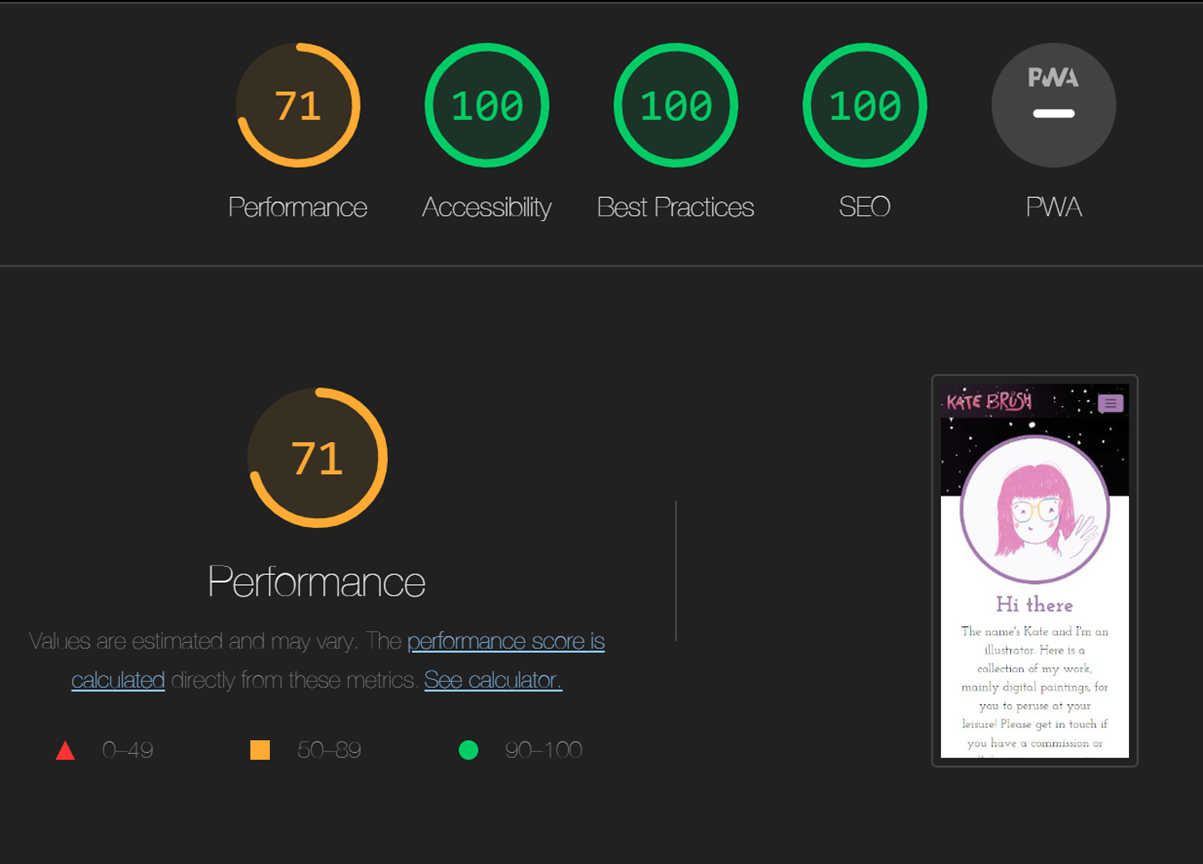 71
100
100
100
PWA
Performance
Accessibility
Best Practices
SEO
PWA
71
Performance
Values are estimated and may vary. The performance score is
calculated directly from these metrics. See calculator.
0–49
50–89
90–100
KATE BRUSH
Hi there
The name's Kate and I'm an
illustrator. Here is a
collection of my work,
mainly digital paintings, for
you to peruse at your
leisure! Please get in touch if
you have a commission or